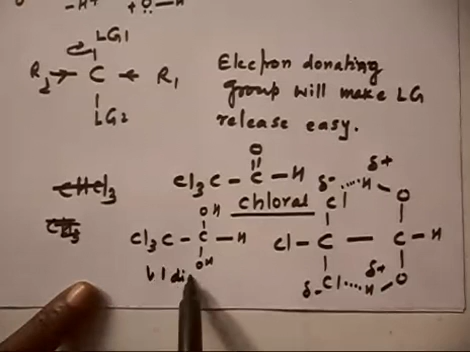 -H+ +:Ö-H
LG1
R2 → C ← R1
LG2
Electron donating
group will make LG
release easy.
CHCl3
O
Cl3C - C - H
chloral
OH
Cl3C - C - H
OH
δ- Cl H δ+ O
Cl - C - C - H
δ- Cl H δ+ O